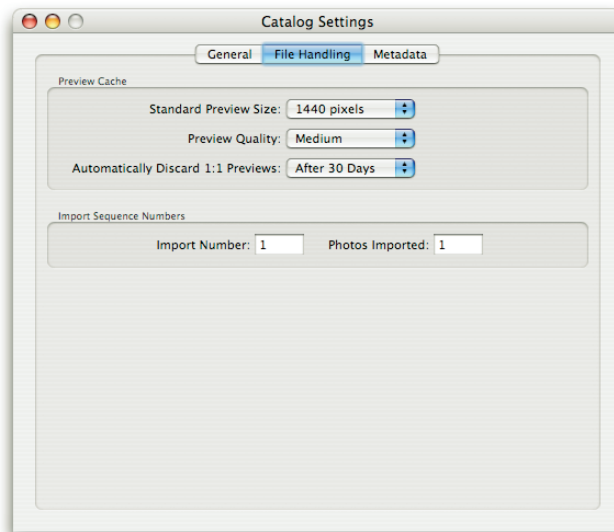 Catalog Settings
General File Handling Metadata
Preview Cache
Standard Preview Size: 1440 pixels
Preview Quality: Medium
Automatically Discard 1:1 Previews: After 30 Days
Import Sequence Numbers
Import Number: 1 Photos Imported: 1